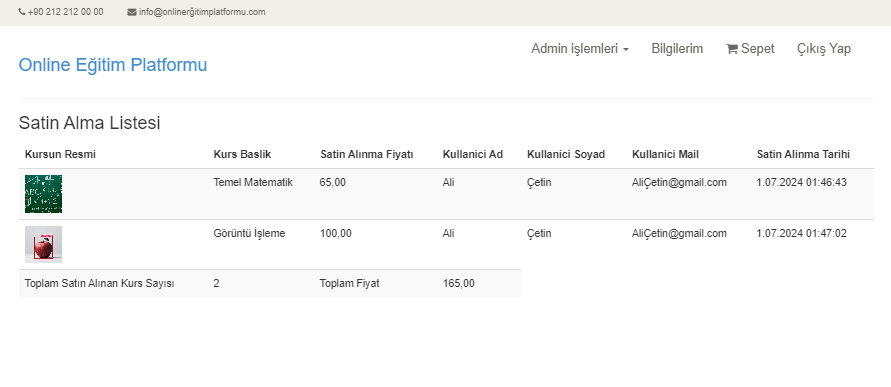 +90 212 212 00 00 info@onlinerğitimplatformu.com
Admin işlemleri Bilgilerim Sepet Çıkış Yap
Online Eğitim Platformu
Satin Alma Listesi
Kursun Resmi Kurs Baslik Satin Alınma Fiyatı Kullanici Ad Kullanici Soyad Kullanici Mail Satin Alinma Tarihi
Temel Matematik 65,00 Ali Çetin AliÇetin@gmail.com 1.07.2024 01:46:43
Görüntü İşleme 100,00 Ali Çetin AliÇetin@gmail.com 1.07.2024 01:47:02
Toplam Satın Alınan Kurs Sayısı 2 Toplam Fiyat 165,00